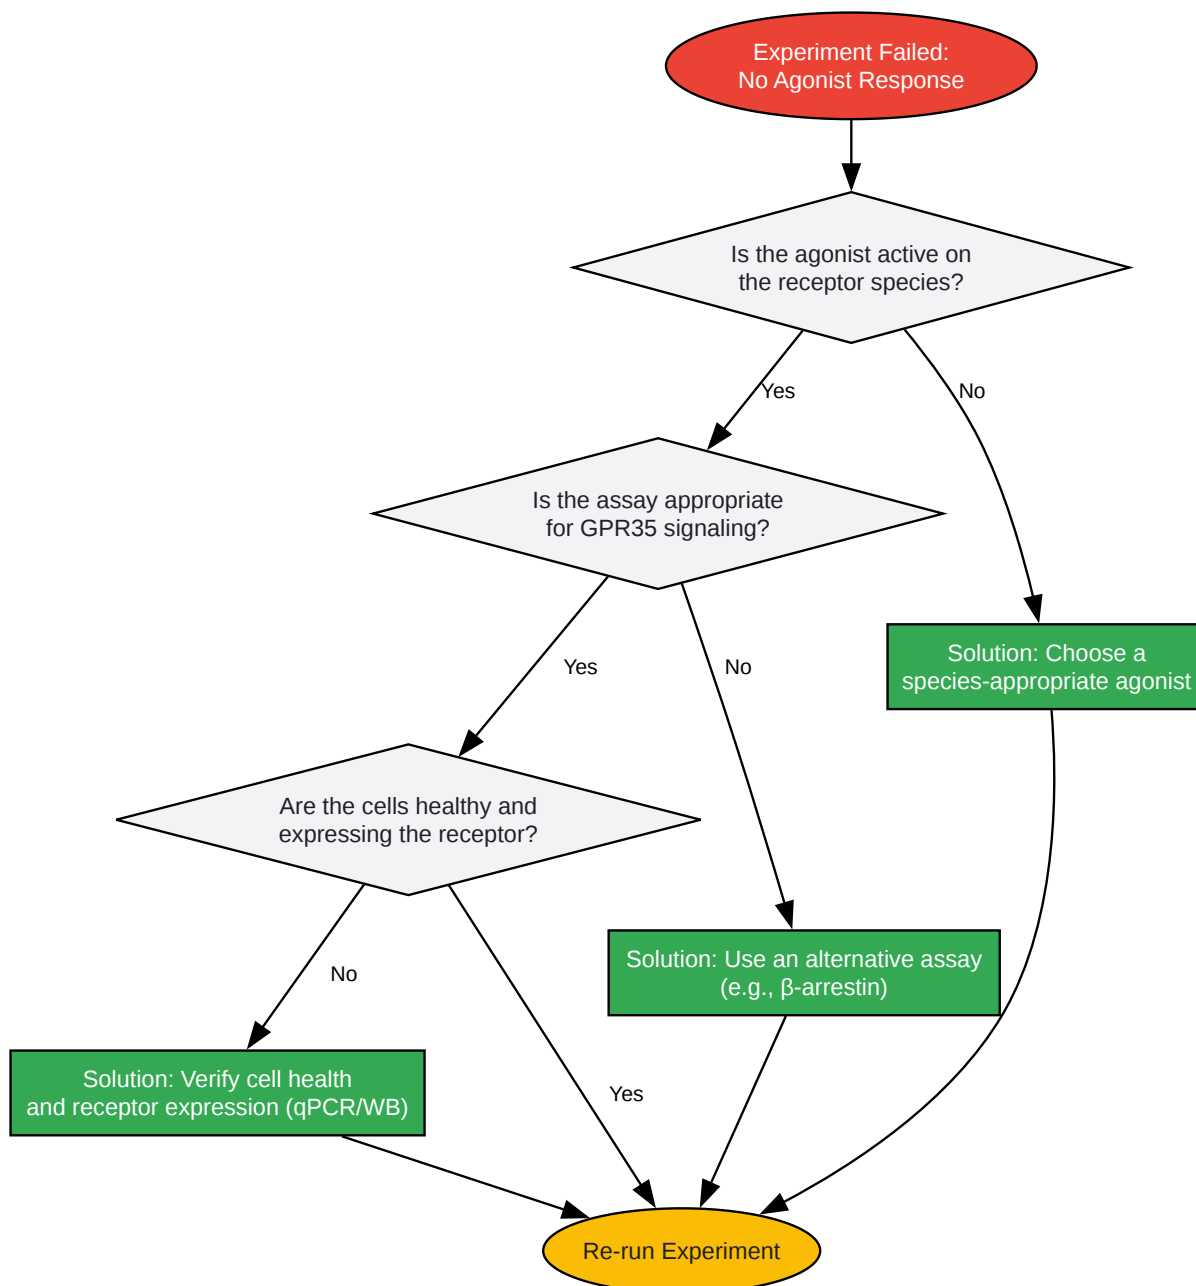 Experiment Failed:
No Agonist Response
Is the agonist active on
the receptor species?
Yes
No
Is the assay appropriate
for GPR35 signaling?
Yes
No
Solution: Choose a
species-appropriate agonist
Are the cells healthy and
expressing the receptor?
No
Yes
Solution: Use an alternative assay
(e.g., β-arrestin)
Solution: Verify cell health
and receptor expression (qPCR/WB)
Re-run Experiment